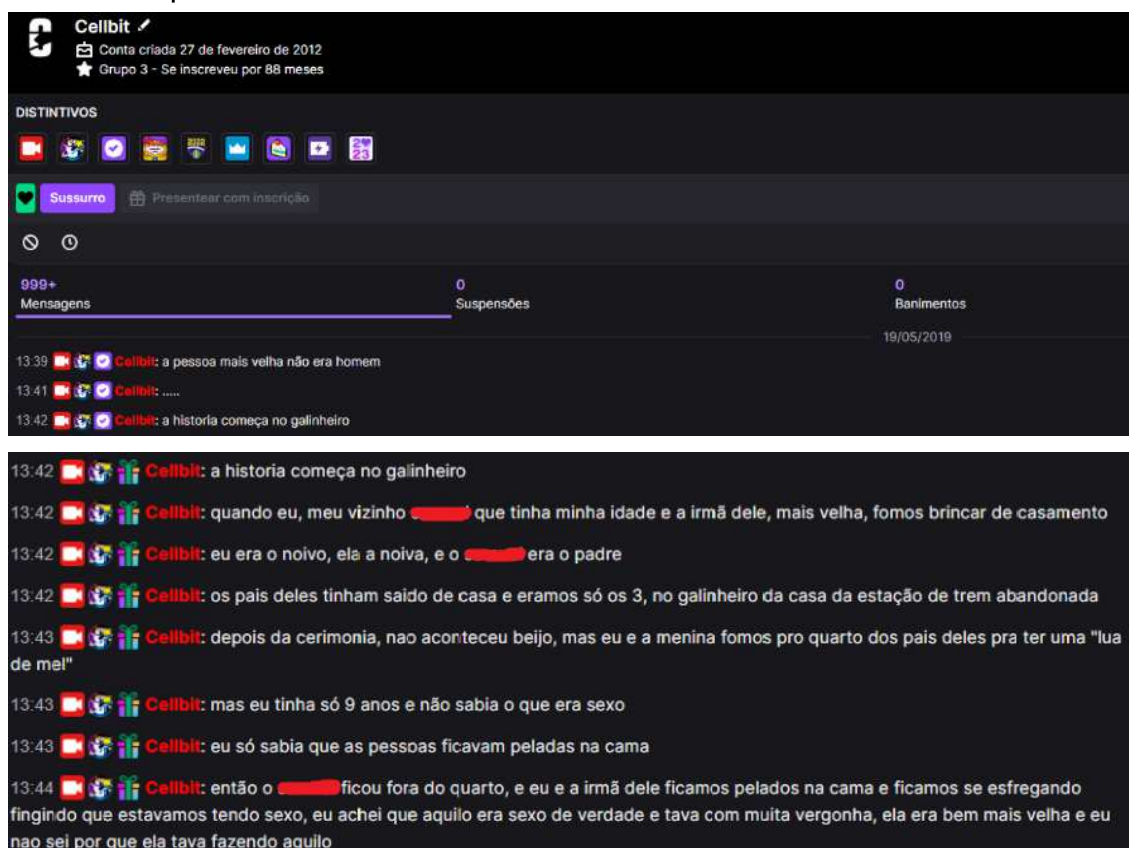 Cellbit
Conta criada 27 de fevereiro de 2012
Grupo 3 - Se inscreveu por 88 meses
DISTINTIVOS
Sussurro Presentear com inscrição
999+ 0 0
Mensagens Suspensões Banimentos
19/05/2019
13:39 Cellbit: a pessoa mais velha não era homem
13:41 Cellbit: .....
13:42 Cellbit: a historia começa no galinheiro
13:42 Cellbit: a historia começa no galinheiro
13:42 Cellbit: quando eu, meu vizinho que tinha minha idade e a irmã dele, mais velha, fomos brincar de casamento
13:42 Cellbit: eu era o noivo, ela a noiva, e o era o padre
13:42 Cellbit: os pais deles tinham saido de casa e eramos só os 3, no galinheiro da casa da estação de trem abandonada
13:43 Cellbit: depois da cerimonia, nao aconteceu beijo, mas eu e a menina fomos pro quarto dos pais deles pra ter uma "lua
de mel"
13:43 Cellbit: mas eu tinha só 9 anos e não sabia o que era sexo
13:43 Cellbit: eu só sabia que as pessoas ficavam peladas na cama
13:44 Cellbit: então o ficou fora do quarto, e eu e a irmã dele ficamos pelados na cama e ficamos se esfregando
fingindo que estavamos tendo sexo, eu achei que aquilo era sexo de verdade e tava com muita vergonha, ela era bem mais velha e eu
nao sei por que ela tava fazendo aquilo